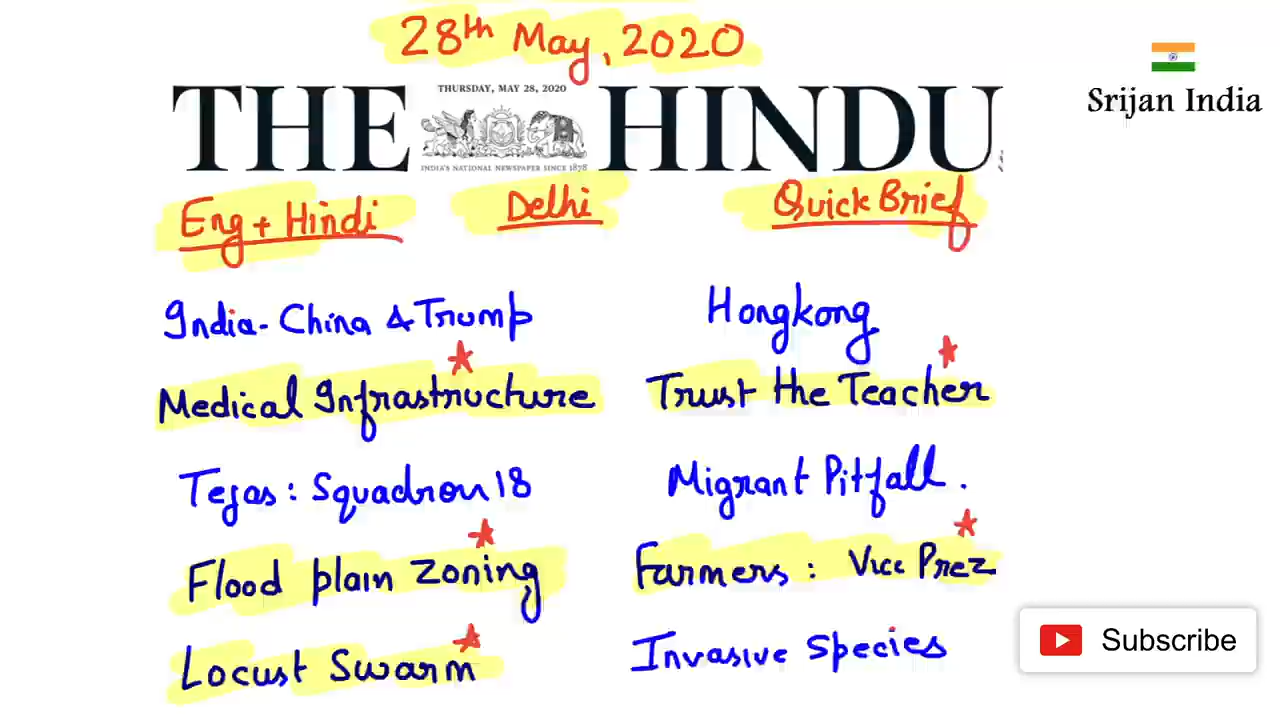 28th May, 2020
THURSDAY, MAY 28, 2020
THE HINDU
INDIA'S NATIONAL NEWSPAPER SINCE 1878
Srijan India
Eng + Hindi
Delhi
Quick Brief
India - China & Trump
Hongkong
Medical Infrastructure
Trust the Teacher
Tejas : Squadron 18
Migrant Pitfall .
Flood plain zoning
Farmers : Vice Prez
Locust Swarm
Invasive Species
Subscribe